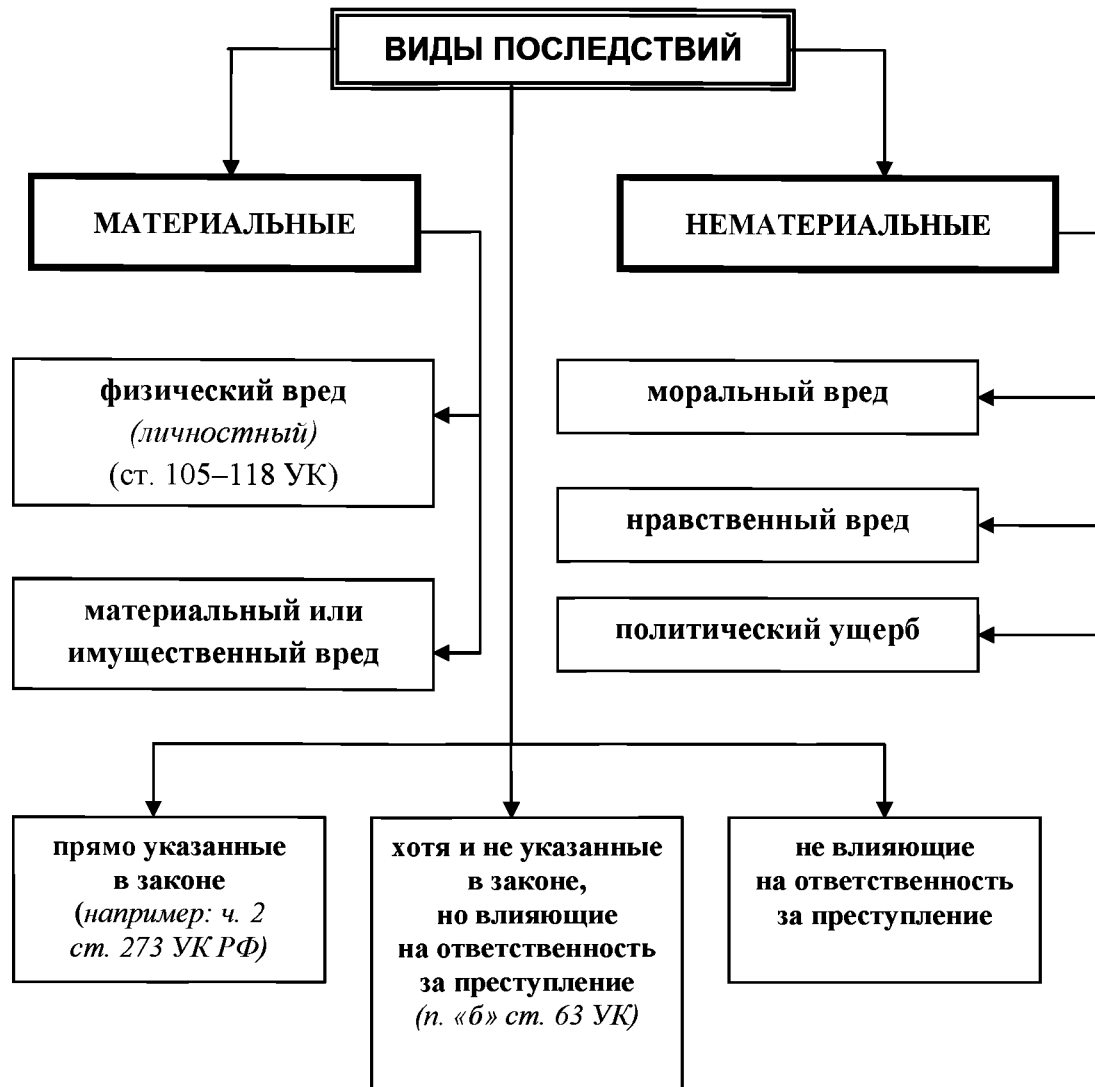 ВИДЫ ПОСЛЕДСТВИЙ
МАТЕРИАЛЬНЫЕ
НЕМАТЕРИАЛЬНЫЕ
физический вред
(личностный)
(ст. 105–118 УК)
материальный или
имущественный вред
моральный вред
нравственный вред
политический ущерб
прямо указанные
в законе
(например: ч. 2
ст. 273 УК РФ)
хотя и не указанные
в законе,
но влияющие
на ответственность
за преступление
(п. «б» ст. 63 УК)
не влияющие
на ответственность
за преступление